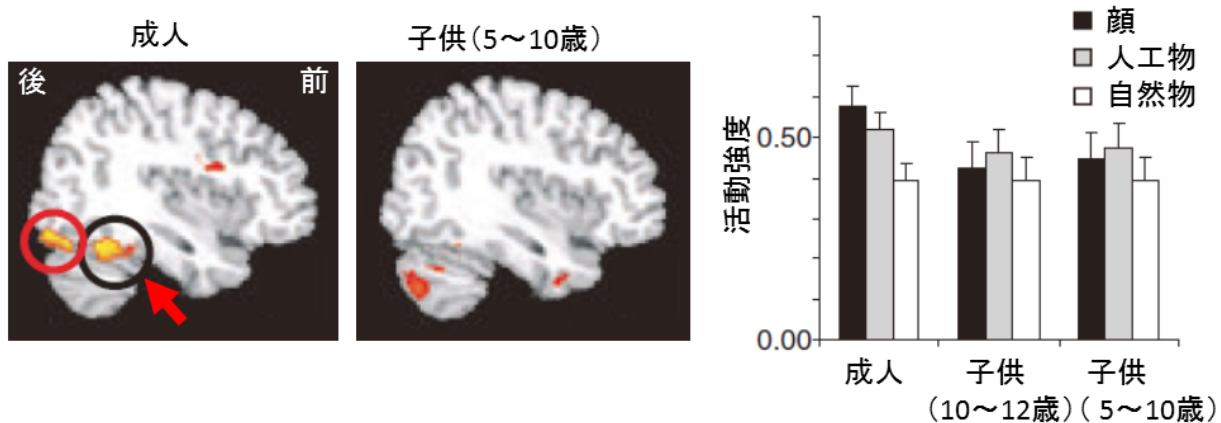 成人
子供(5〜10歳)
後
前
顔
人工物
自然物
活動強度
0.50
0.00
成人
子供
(10〜12歳)
子供
( 5〜10歳)